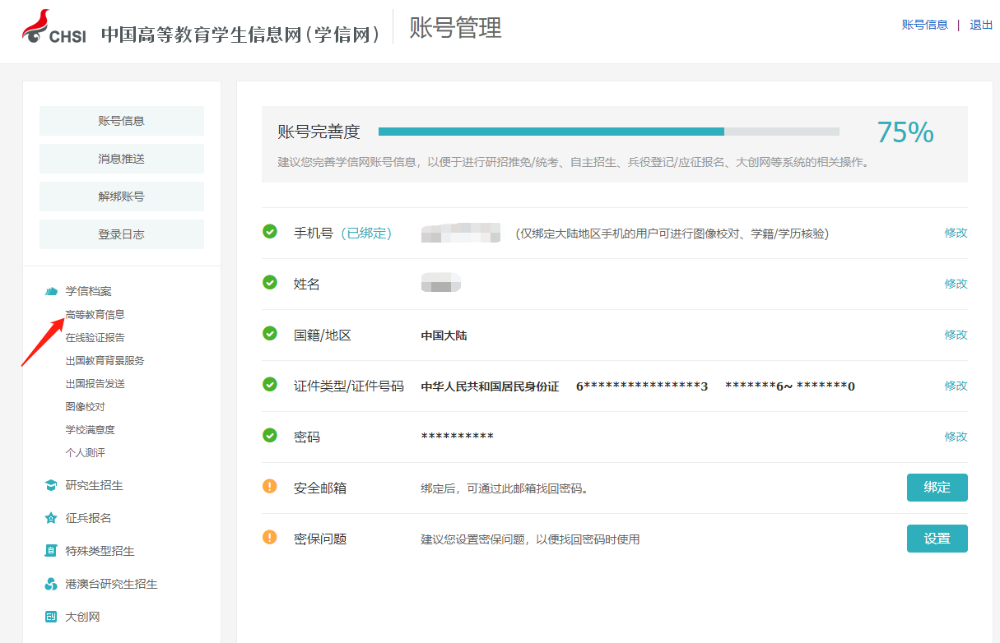 CHSI 中国高等教育学生信息网(学信网) 账号管理 账号信息 | 退出
账号信息
消息推送
解绑账号
登录日志
学信档案
高等教育信息
在线验证报告
出国教育背景服务
出国报告发送
图像校对
学校满意度
个人测评
研究生招生
征兵报名
特殊类型招生
港澳台研究生招生
大创网
账号完善度 75%
建议您完善学信网账号信息，以便于进行研招推免/统考、自主招生、兵役登记/应征报名、大创网等系统的相关操作。
手机号 (已绑定) (仅绑定大陆地区手机的用户可进行图像校对、学籍/学历核验) 修改
姓名 修改
国籍/地区 中国大陆 修改
证件类型/证件号码 中华人民共和国居民身份证 6****************3 *******6~ *******0 修改
密码 ********** 修改
安全邮箱 绑定后，可通过此邮箱找回密码。 绑定
密保问题 建议您设置密保问题，以便找回密码时使用 设置